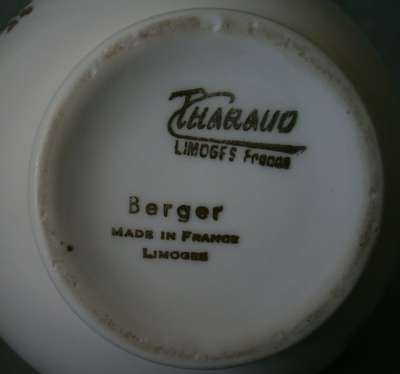 THARAUD
LIMOGES France
Berger
MADE IN FRANCE
LIMOGES